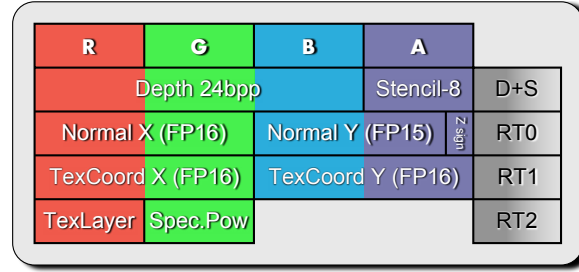 R G B A
Depth 24bpp Stencil-8 D+S
Normal X (FP16) Normal Y (FP15) Z sign RT0
TexCoord X (FP16) TexCoord Y (FP16) RT1
TexLayer Spec.Pow RT2